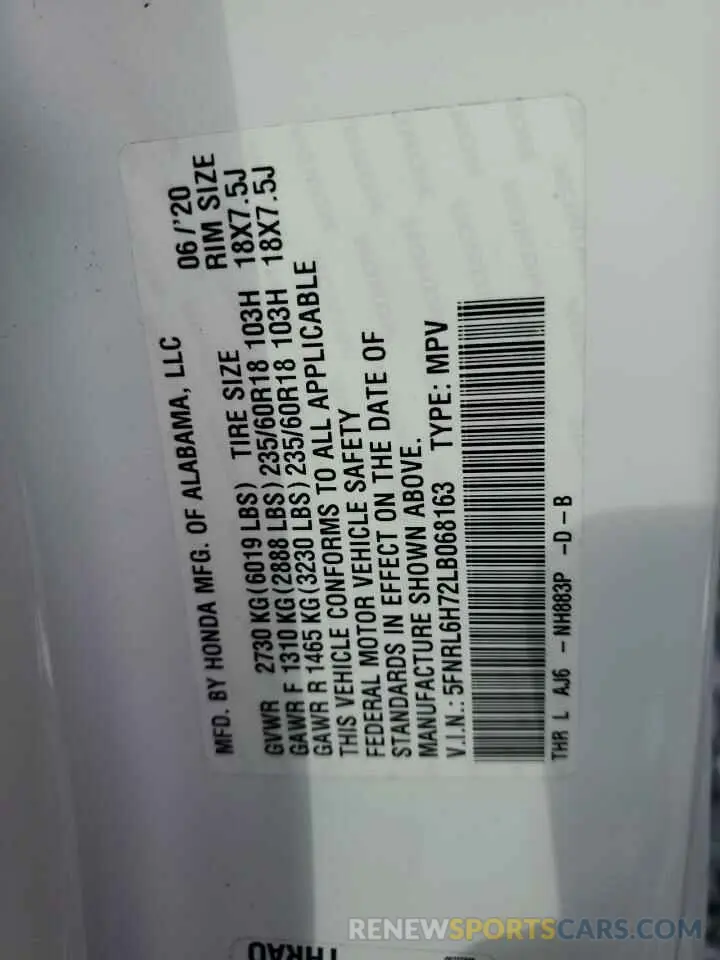 MFD. BY HONDA MFG. OF ALABAMA, LLC 06/'20
GVWR 2730 KG(6019 LBS) TIRE SIZE RIM SIZE
GAWR F 1310 KG(2888 LBS) 235/60R18 103H 18X7.5J
GAWR R 1465 KG(3230 LBS) 235/60R18 103H 18X7.5J
THIS VEHICLE CONFORMS TO ALL APPLICABLE
FEDERAL MOTOR VEHICLE SAFETY
STANDARDS IN EFFECT ON THE DATE OF
MANUFACTURE SHOWN ABOVE.
V.I.N.: 5FNRL6H72LB068163 TYPE: MPV
THR L AJ6 -NH883P -D-B
RENEWSPORTSCARS.COM